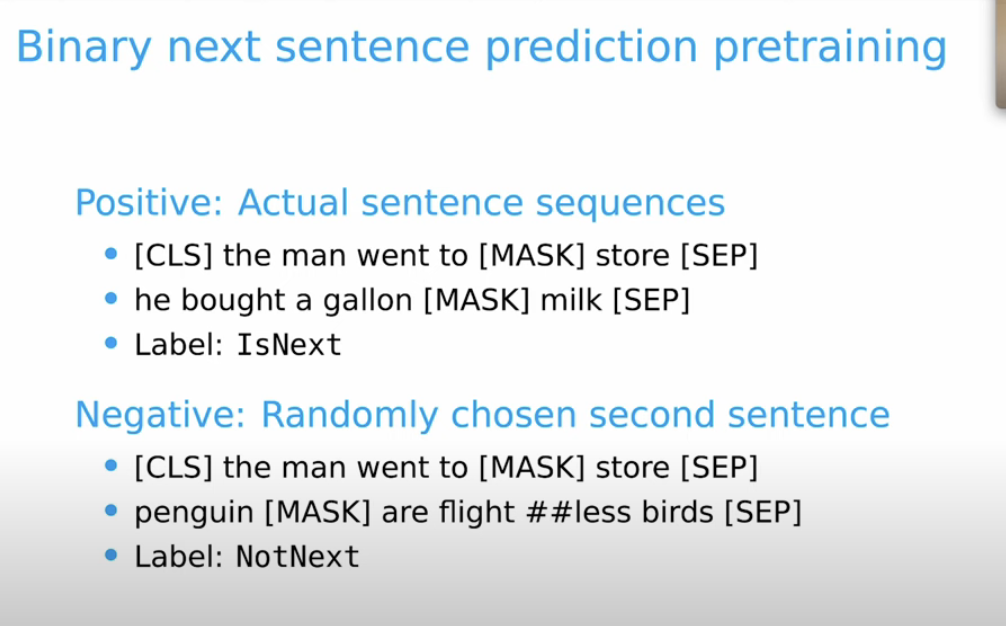 Binary next sentence prediction pretraining
Positive: Actual sentence sequences
• [CLS] the man went to [MASK] store [SEP]
• he bought a gallon [MASK] milk [SEP]
• Label: IsNext
Negative: Randomly chosen second sentence
• [CLS] the man went to [MASK] store [SEP]
• penguin [MASK] are flight ##less birds [SEP]
• Label: NotNext